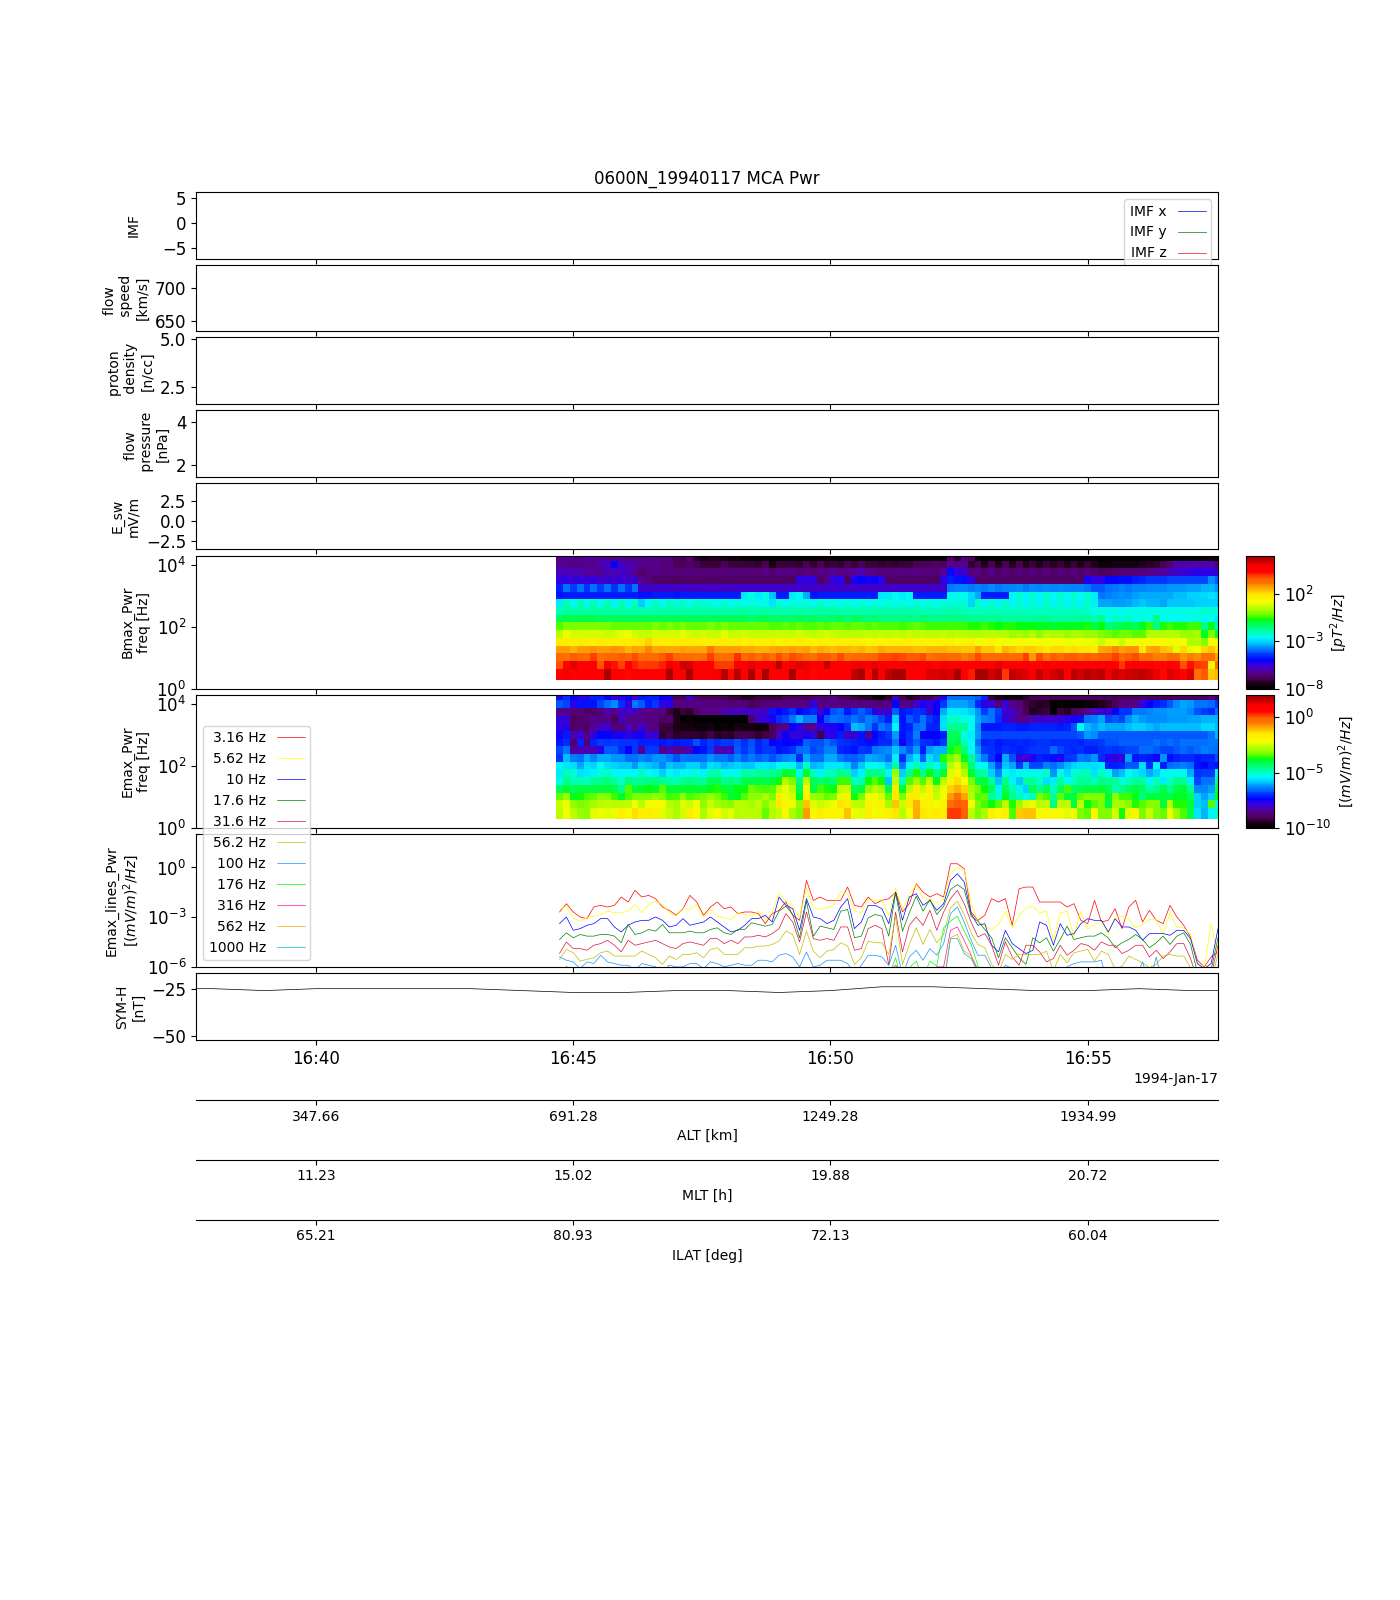 0600N_19940117 MCA Pwr
5
0
−5
IMF
IMF x
IMF y
IMF z
700
650
flow
speed
[km/s]
5.0
2.5
proton
density
[n/cc]
4
2
flow
pressure
[nPa]
2.5
0.0
−2.5
E_sw
mV/m
10^4
10^2
10^0
Bmax_Pwr
freq [Hz]
10^2
10^−3
10^−8
[pT^2/Hz]
10^4
10^2
10^0
Emax_Pwr
freq [Hz]
10^0
10^−5
10^−10
[(mV/m)^2/Hz]
3.16 Hz
5.62 Hz
10 Hz
17.6 Hz
31.6 Hz
56.2 Hz
100 Hz
176 Hz
316 Hz
562 Hz
1000 Hz
10^0
10^−3
10^−6
Emax_lines_Pwr
[(mV/m)^2/Hz]
−25
−50
SYM-H
[nT]
16:40 16:45 16:50 16:55
1994-Jan-17
347.66 691.28 1249.28 1934.99
ALT [km]
11.23 15.02 19.88 20.72
MLT [h]
65.21 80.93 72.13 60.04
ILAT [deg]